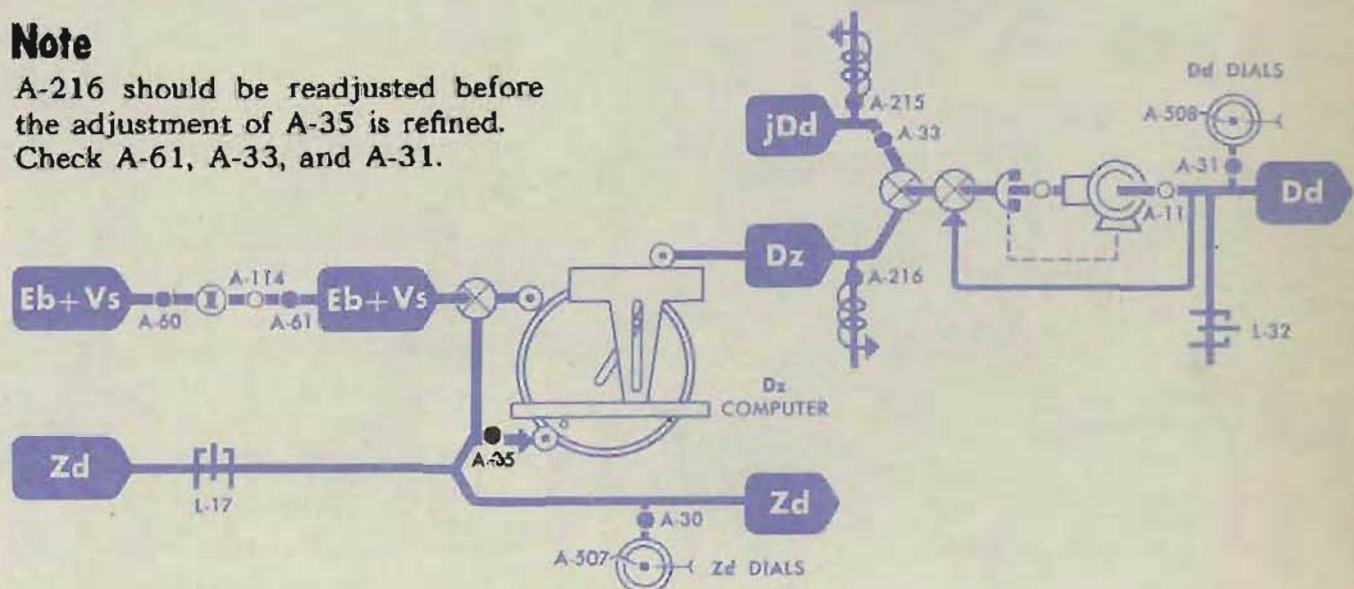 Note
A-216 should be readjusted before
the adjustment of A-35 is refined.
Check A-61, A-33, and A-31.
Dd DIALS
A-508
A-215
jDd
A-33
A-31
Dd
A-11
Dz
A-216
L-32
Eb+Vs
A-60
A-114
A-61
Eb+Vs
Dz
COMPUTER
A-35
Zd
L-17
Zd
A-30
A-507
Zd DIALS